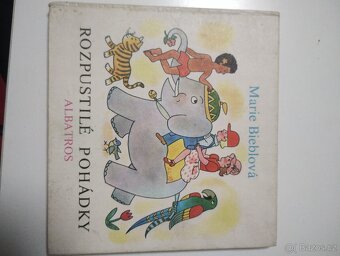 Marie Bieblová
ROZPUSTILÉ POHÁDKY
ALBATROS